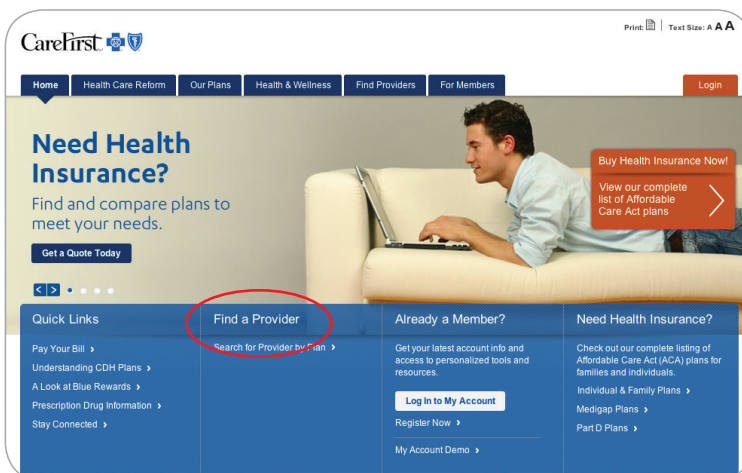 Print: Text Size: A A A
CareFirst
Home Health Care Reform Our Plans Health & Wellness Find Providers For Members Login
Need Health
Insurance?
Find and compare plans to
meet your needs.
Get a Quote Today
Buy Health Insurance Now!
View our complete
list of Affordable
Care Act plans
Quick Links
Pay Your Bill
Understanding CDH Plans
A Look at Blue Rewards
Prescription Drug Information
Stay Connected
Find a Provider
Search for Provider by Plan
Already a Member?
Get your latest account info and
access to personalized tools and
resources.
Log In to My Account
Register Now
My Account Demo
Need Health Insurance?
Check out our complete listing of
Affordable Care Act (ACA) plans for
families and individuals.
Individual & Family Plans
Medigap Plans
Part D Plans